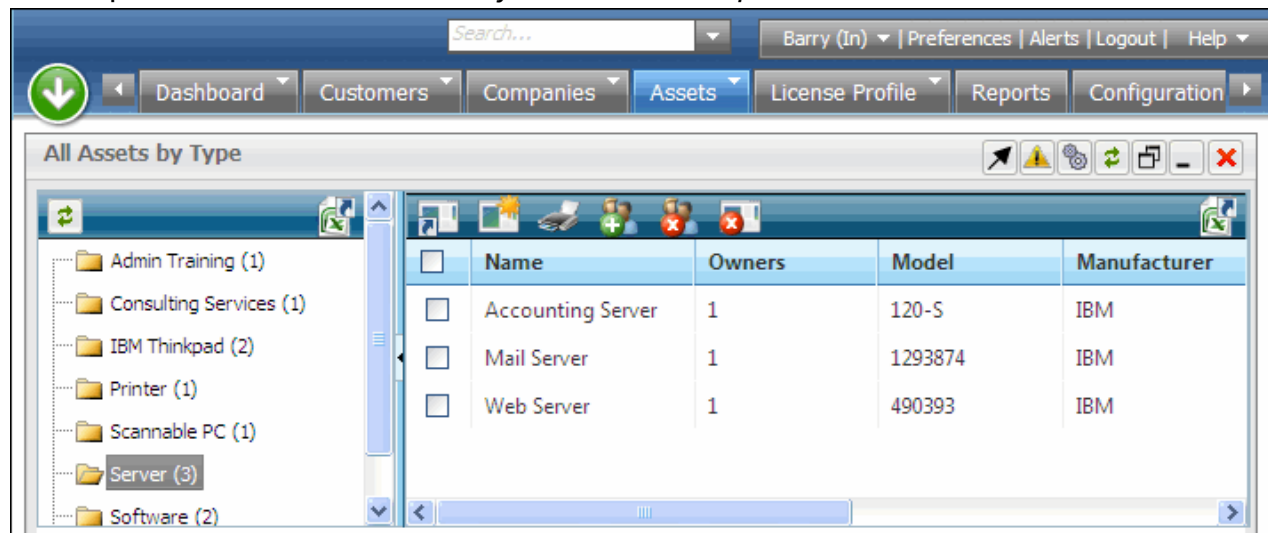 Search...
Barry (In) | Preferences | Alerts | Logout | Help
Dashboard Customers Companies Assets License Profile Reports Configuration
All Assets by Type
Admin Training (1)
Consulting Services (1)
IBM Thinkpad (2)
Printer (1)
Scannable PC (1)
Server (3)
Software (2)
Name Owners Model Manufacturer
Accounting Server 1 120-S IBM
Mail Server 1 1293874 IBM
Web Server 1 490393 IBM